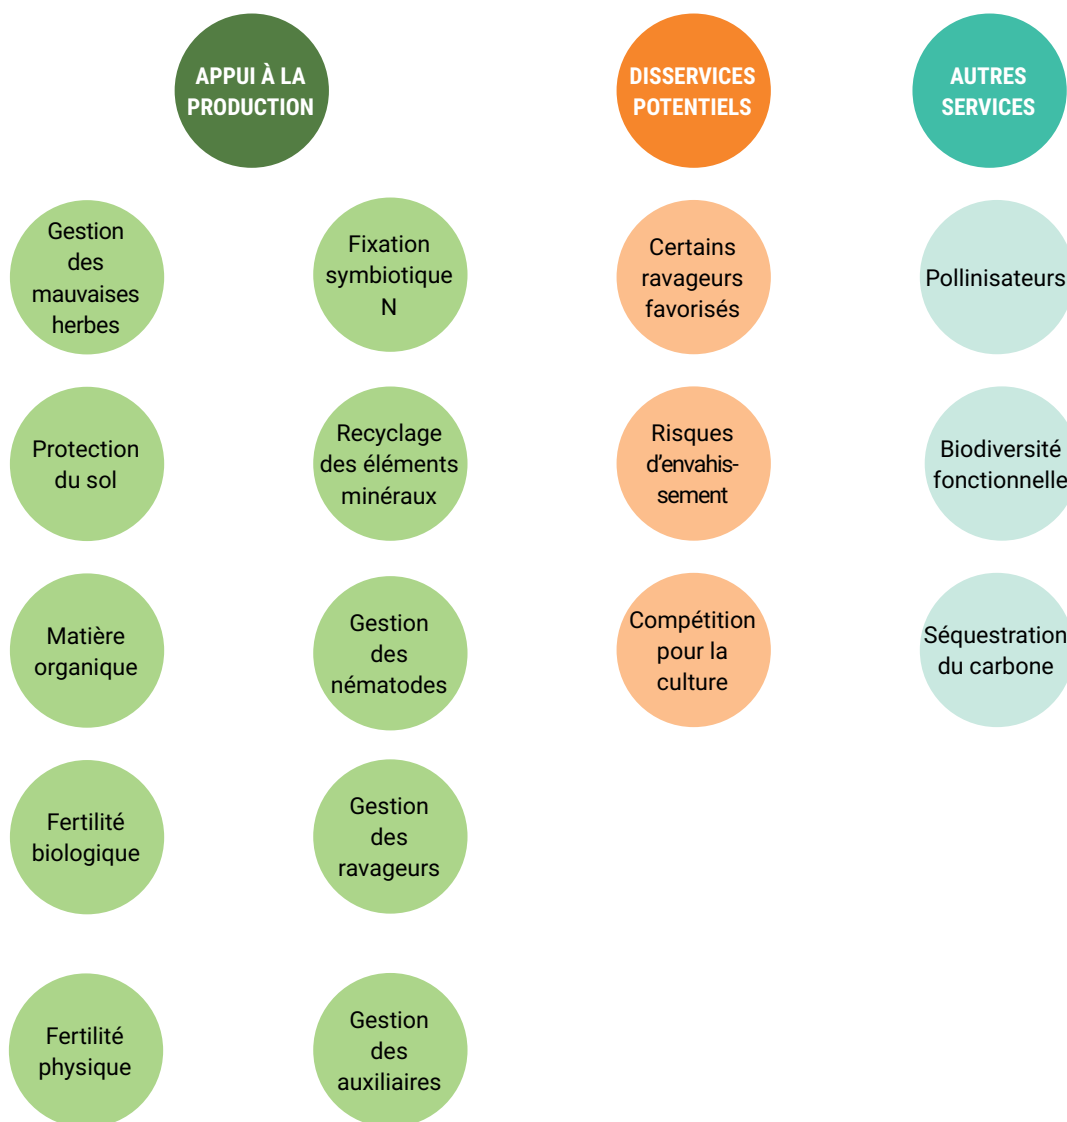 APPUI À LA
PRODUCTION
DISSERVICES
POTENTIELS
AUTRES
SERVICES
Gestion
des
mauvaises
herbes
Fixation
symbiotique
N
Certains
ravageurs
favorisés
Pollinisateurs
Protection
du sol
Recyclage
des éléments
minéraux
Risques
d'envahis-
sement
Biodiversité
fonctionnelle
Matière
organique
Gestion
des
nématodes
Compétition
pour la
culture
Séquestration
du carbone
Fertilité
biologique
Gestion
des
ravageurs
Fertilité
physique
Gestion
des
auxiliaires